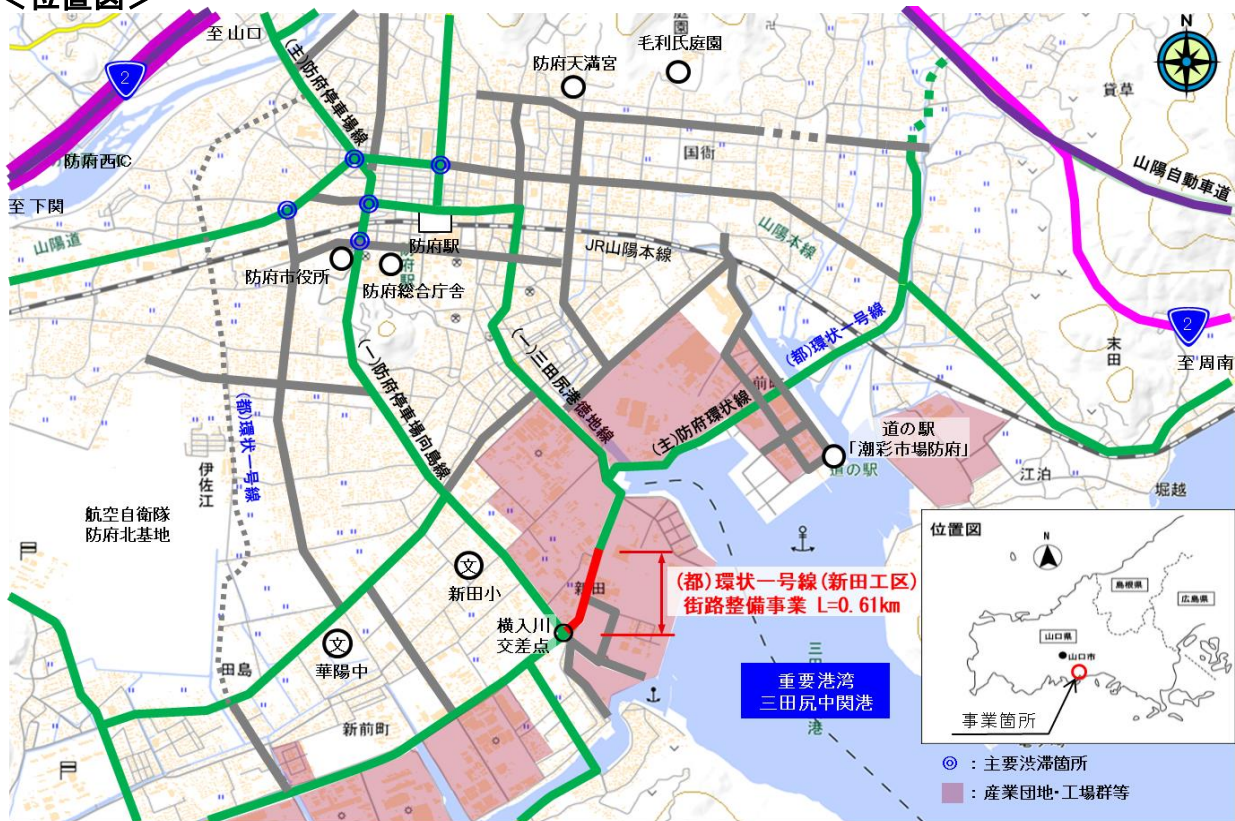 <位置図>
至 山口
庭園
毛利氏庭園
防府天満宮
N
2
(主)防府停車場線
貸草
国衙
防府西IC
山陽自動車道
至 下関
山陽道
防府駅
JR山陽本線
山陽本線
防府市役所
防府総合庁舎
2
至 周南
末田
(都)環状一号線
(一)三田尻港徳地線
(一)防府停車場向島線
(主)防府環状線
(都)環状一号線
道の駅
「潮彩市場防府」
道の駅
江泊
堀越
伊佐江
航空自衛隊
防府北基地
文
新田小
新田
(都)環状一号線(新田工区)
街路整備事業 L=0.61km
横入川
交差点
文
華陽中
田島
新前町
重要港湾
三田尻中関港
位置図
N
島根県
広島県
山口県
山口市
事業箇所
◎ : 主要渋滞箇所
: 産業団地・工場群等